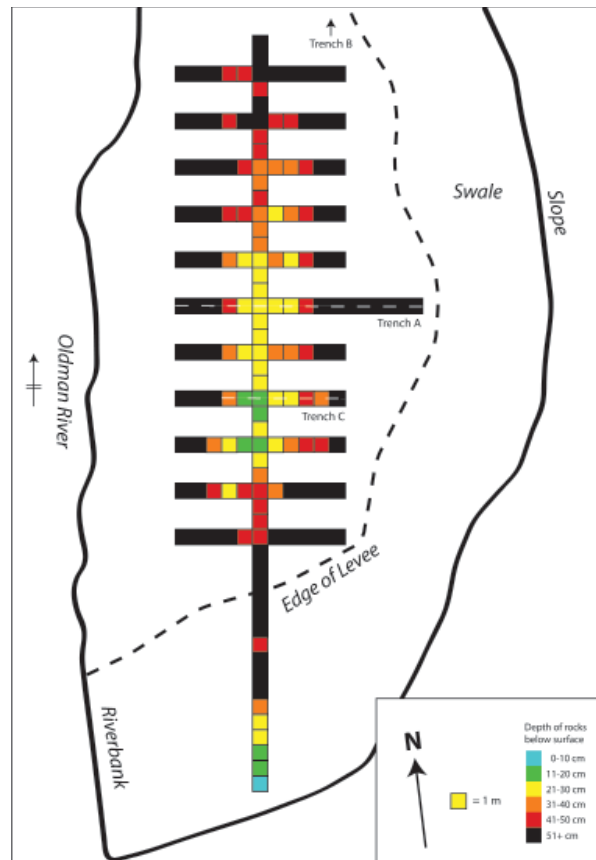 Trench B
Swale
Slope
Trench A
Oldman River
Trench C
Edge of Levee
Riverbank
N
= 1 m
Depth of rocks
below surface
0-10 cm
11-20 cm
21-30 cm
31-40 cm
41-50 cm
51+ cm